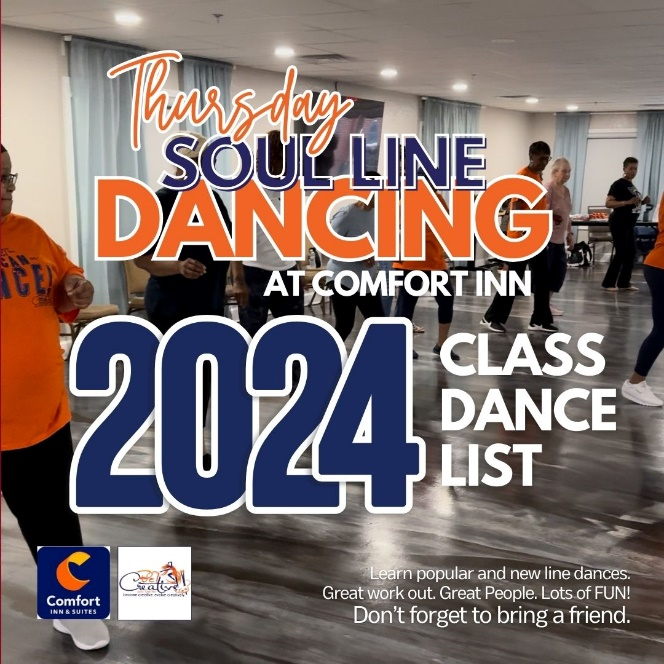 Thursday
SOUL LINE
DANCING
AT COMFORT INN
2024
CLASS
DANCE
LIST
Comfort
INN & SUITES
Creative!!
Learn popular and new line dances.
Great work out. Great People. Lots of FUN!
Don't forget to bring a friend.